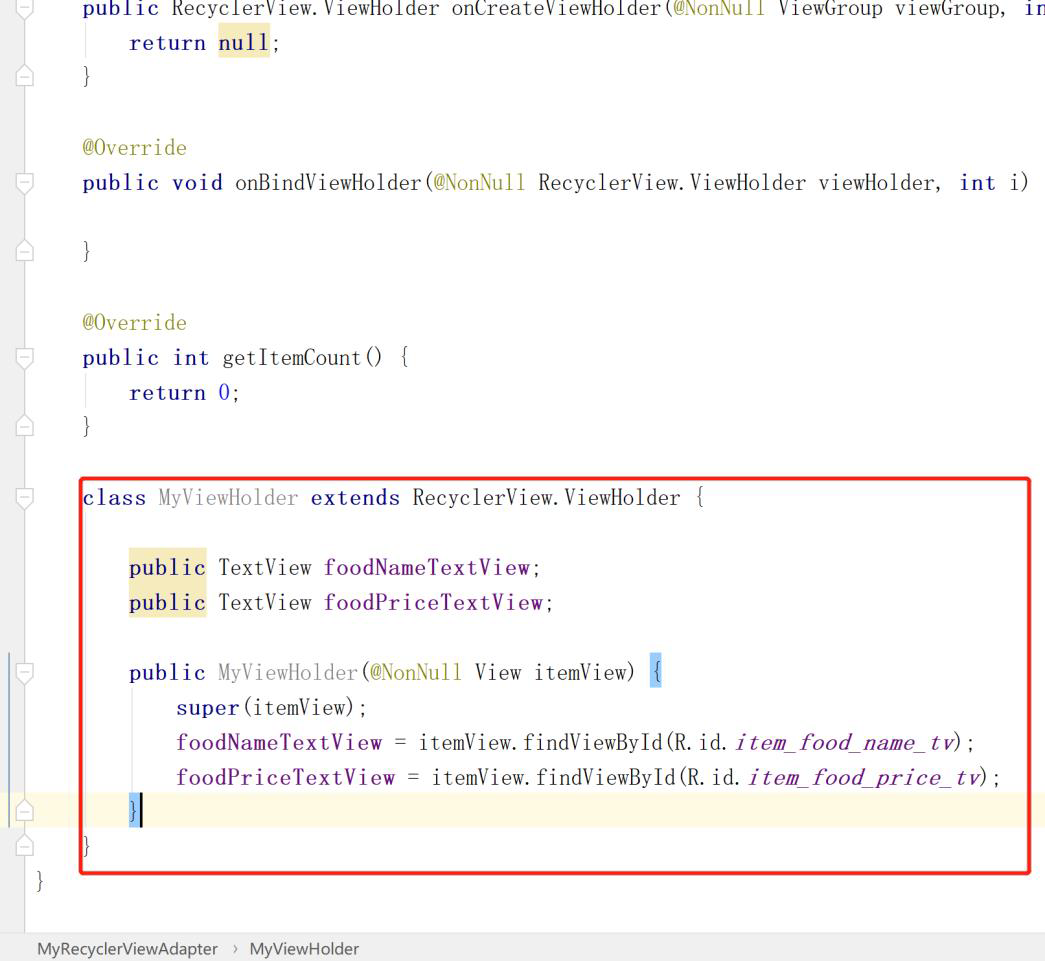 public RecyclerView.ViewHolder onCreateViewHolder(@NonNull ViewGroup viewGroup, in
return null;
}
@Override
public void onBindViewHolder(@NonNull RecyclerView.ViewHolder viewHolder, int i)
}
@Override
public int getItemCount() {
return 0;
}
class MyViewHolder extends RecyclerView.ViewHolder {
public TextView foodNameTextView;
public TextView foodPriceTextView;
public MyViewHolder(@NonNull View itemView) {
super(itemView);
foodNameTextView = itemView.findViewById(R.id.item_food_name_tv);
foodPriceTextView = itemView.findViewById(R.id.item_food_price_tv);
}
}
}
MyRecyclerViewAdapter › MyViewHolder